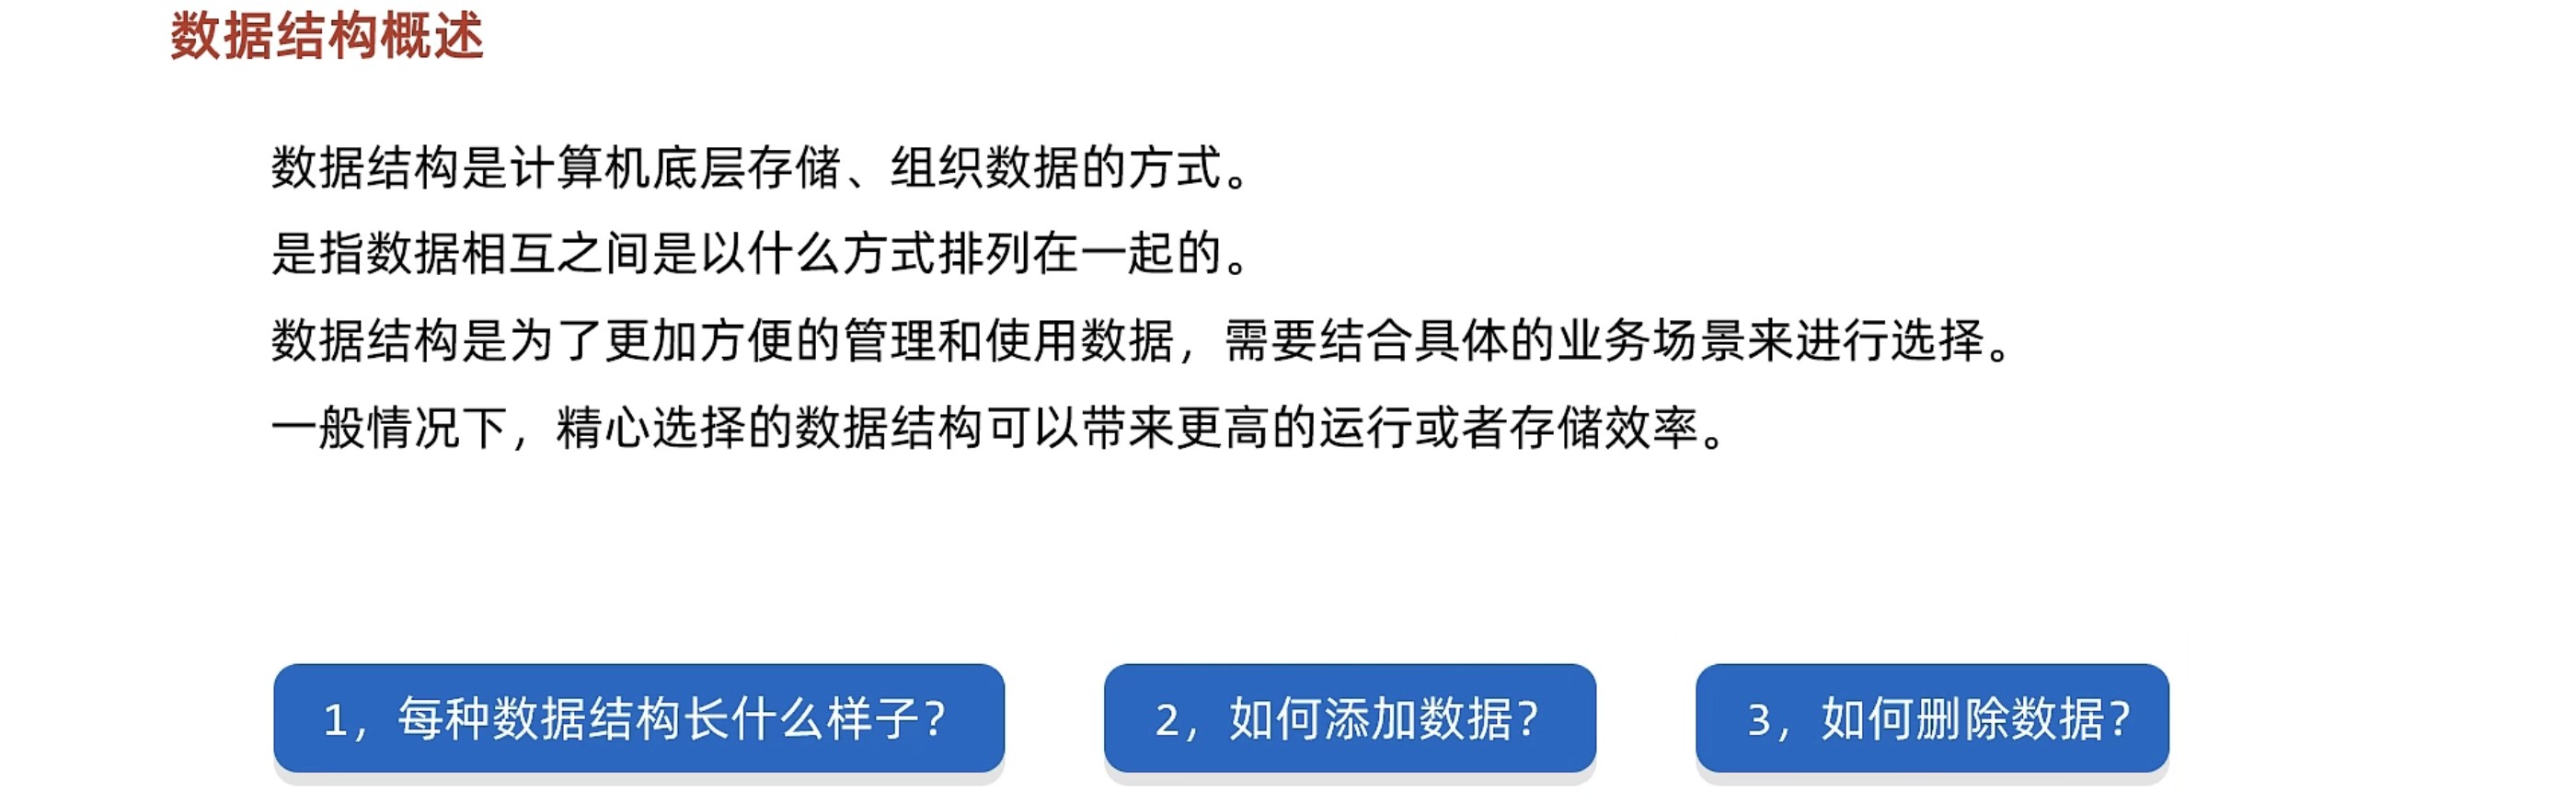 数据结构概述
数据结构是计算机底层存储、组织数据的方式。
是指数据相互之间是以什么方式排列在一起的。
数据结构是为了更加方便的管理和使用数据，需要结合具体的业务场景来进行选择。
一般情况下，精心选择的数据结构可以带来更高的运行或者存储效率。
1，每种数据结构长什么样子？
2，如何添加数据？
3，如何删除数据？